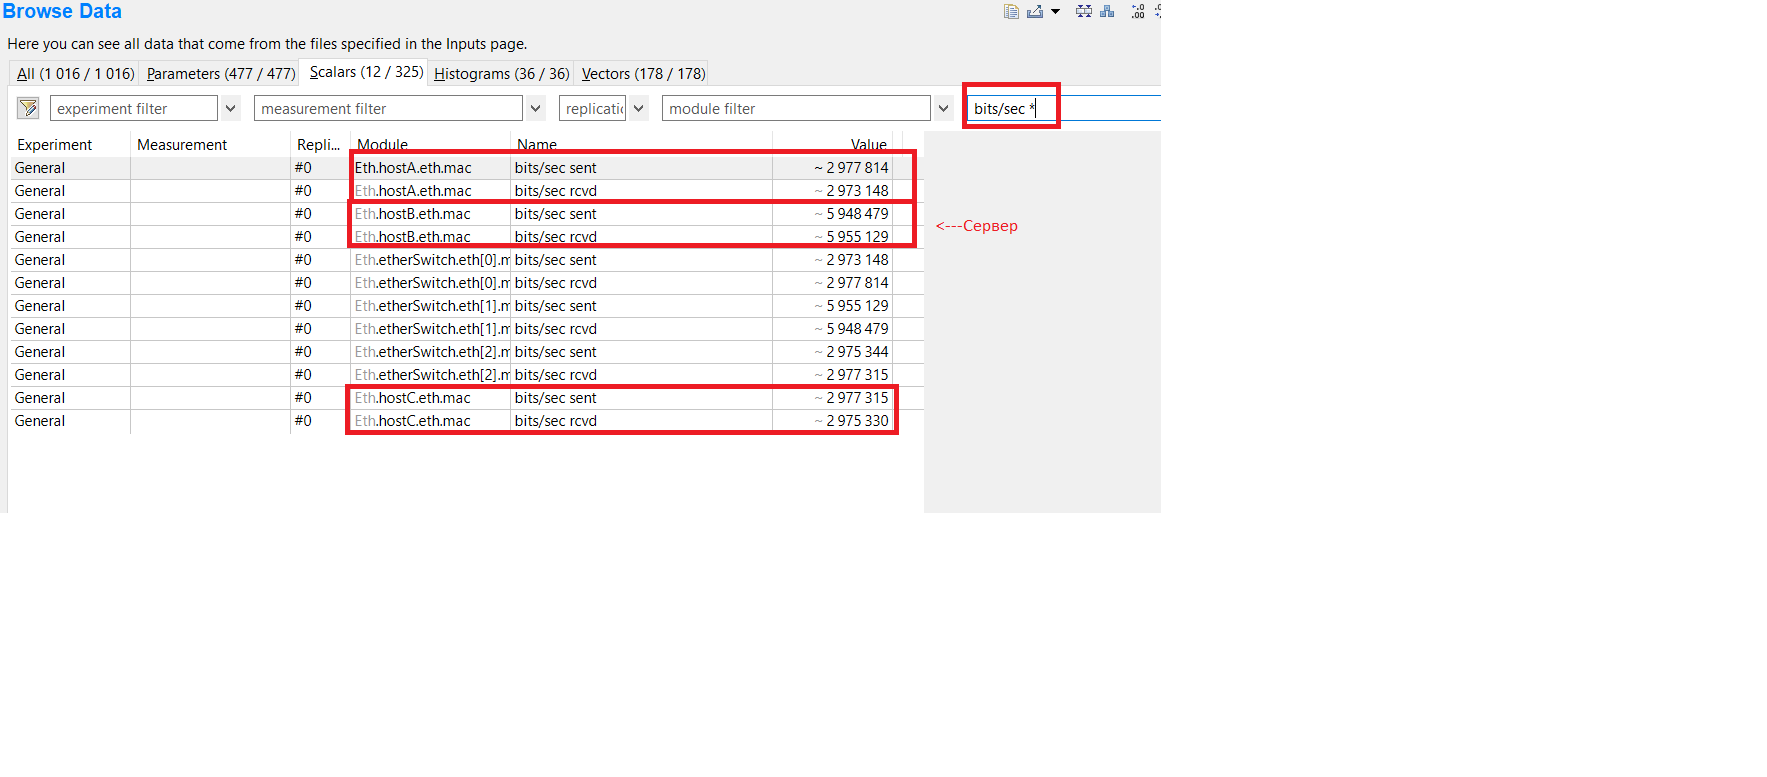 Browse Data
Here you can see all data that come from the files specified in the Inputs page.
All (1 016 / 1 016) Parameters (477 / 477) Scalars (12 / 325) Histograms (36 / 36) Vectors (178 / 178)
experiment filter measurement filter replicatio module filter bits/sec *
Experiment Measurement Repli... Module Name Value
General #0 Eth.hostA.eth.mac bits/sec sent ~ 2 977 814
General #0 Eth.hostA.eth.mac bits/sec rcvd ~ 2 973 148
General #0 Eth.hostB.eth.mac bits/sec sent ~ 5 948 479
<---Сервер
General #0 Eth.hostB.eth.mac bits/sec rcvd ~ 5 955 129
General #0 Eth.etherSwitch.eth[0].m bits/sec sent ~ 2 973 148
General #0 Eth.etherSwitch.eth[0].m bits/sec rcvd ~ 2 977 814
General #0 Eth.etherSwitch.eth[1].m bits/sec sent ~ 5 955 129
General #0 Eth.etherSwitch.eth[1].m bits/sec rcvd ~ 5 948 479
General #0 Eth.etherSwitch.eth[2].m bits/sec sent ~ 2 975 344
General #0 Eth.etherSwitch.eth[2].m bits/sec rcvd ~ 2 977 315
General #0 Eth.hostC.eth.mac bits/sec sent ~ 2 977 315
General #0 Eth.hostC.eth.mac bits/sec rcvd ~ 2 975 330